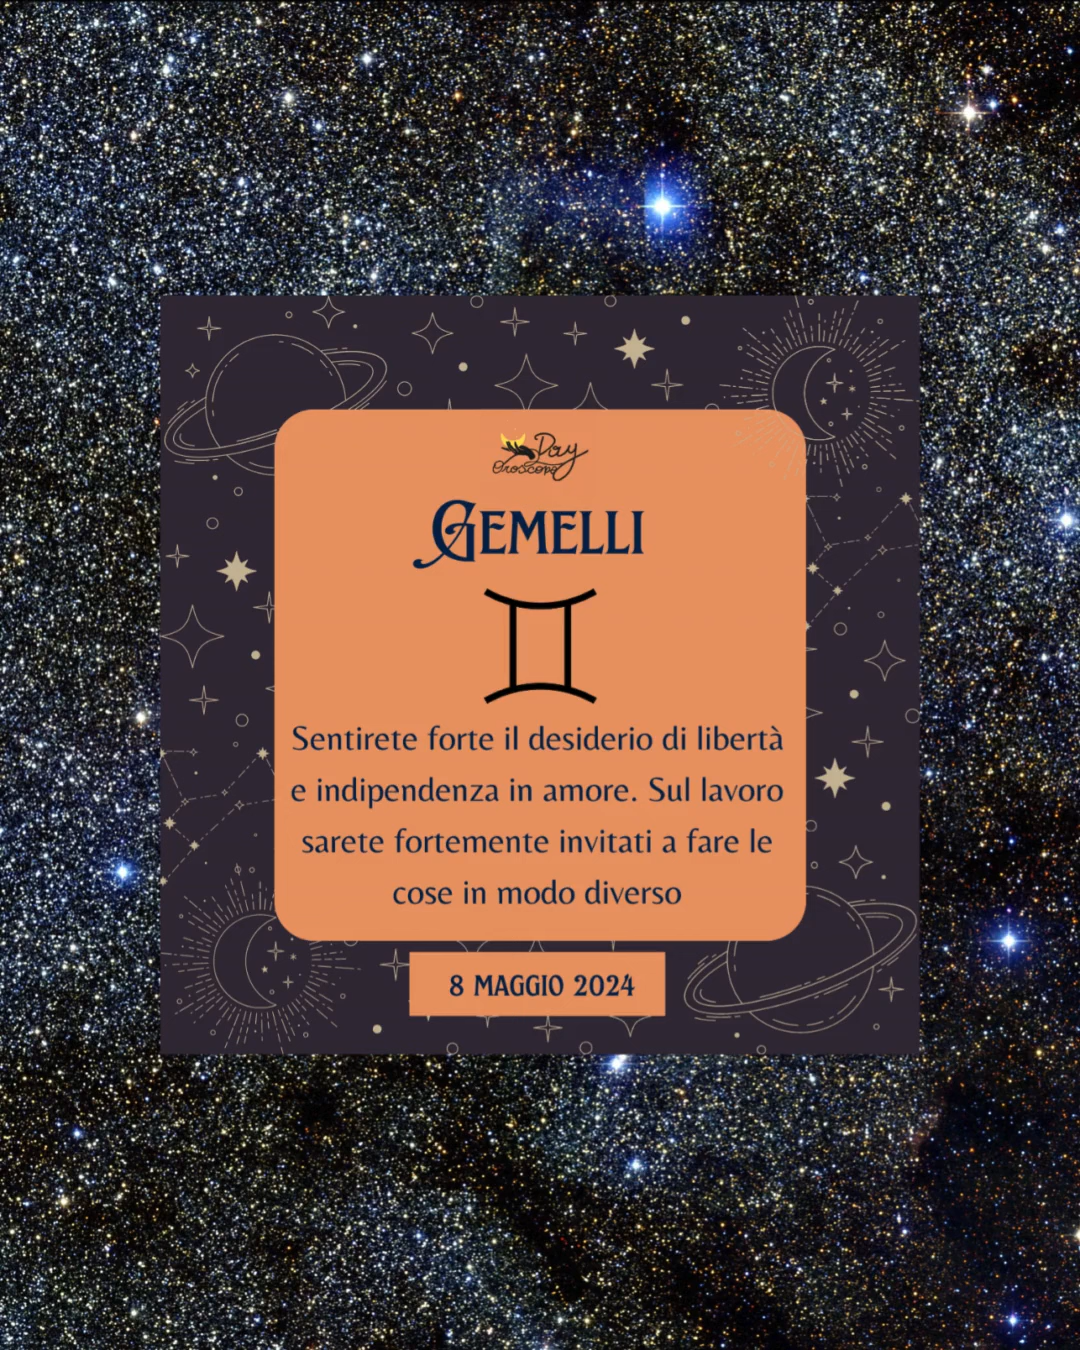 Day
Oroscopo
Gemelli
Sentirete forte il desiderio di libertà
e indipendenza in amore. Sul lavoro
sarete fortemente invitati a fare le
cose in modo diverso
8 MAGGIO 2024